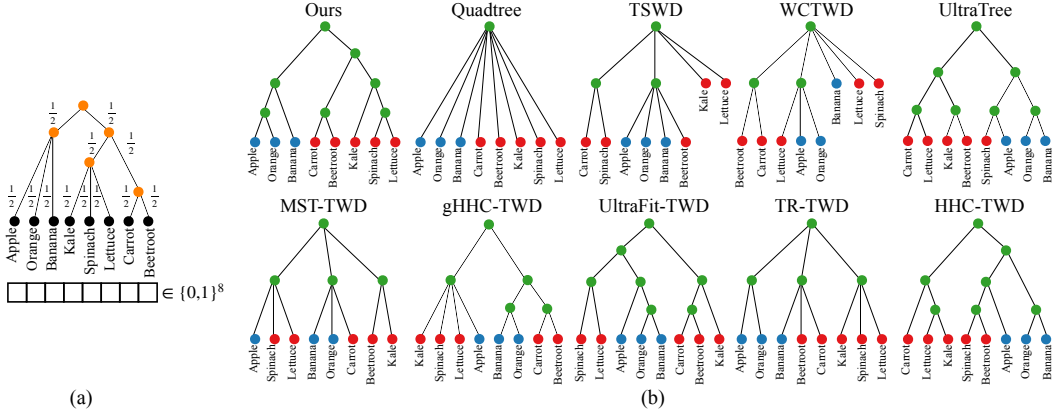 Ours Quadtree TSWD WCTWD UltraTree
1/2
1/2 1/2
1/2 1/2 1/2 1/2 1/2 1/2 1/2 1/2
Apple Orange Banana Kale Spinach Lettuce Carrot Beetroot
∈ {0,1}^8
(a)
Apple Orange Banana Carrot Beetroot Kale Spinach Lettuce
Apple Orange Banana Carrot Beetroot Kale Spinach Lettuce
Carrot Spinach Apple Orange Banana Beetroot Kale Lettuce
Beetroot Carrot Lettuce Apple Orange Banana Lettuce Spinach
Carrot Lettuce Kale Beetroot Spinach Apple Orange Banana
MST-TWD gHHC-TWD UltraFit-TWD TR-TWD HHC-TWD
Apple Spinach Lettuce Banana Orange Carrot Beetroot Kale
Kale Spinach Lettuce Apple Banana Orange Carrot Beetroot
Spinach Lettuce Apple Orange Banana Carrot Beetroot Kale
Apple Orange Banana Beetroot Carrot Kale Spinach Lettuce
Carrot Lettuce Kale Spinach Beetroot Apple Orange Banana
(b)